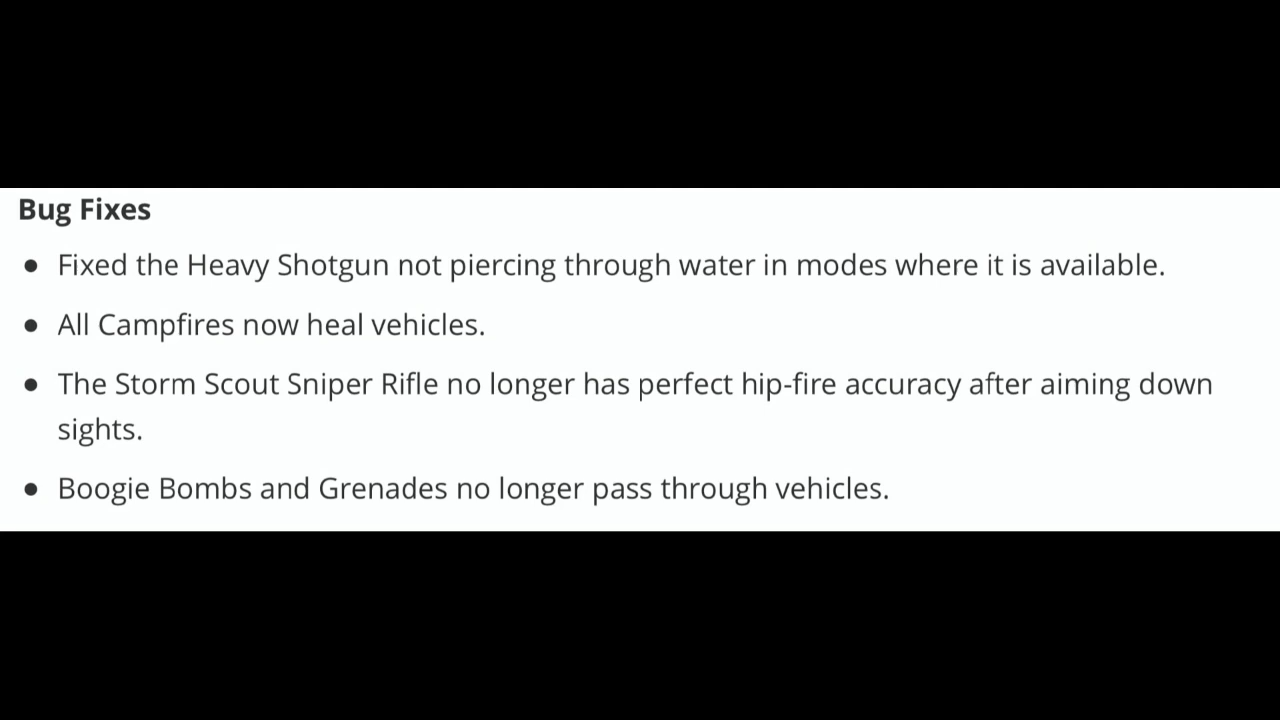 Bug Fixes
● Fixed the Heavy Shotgun not piercing through water in modes where it is available.
● All Campfires now heal vehicles.
● The Storm Scout Sniper Rifle no longer has perfect hip-fire accuracy after aiming down
sights.
● Boogie Bombs and Grenades no longer pass through vehicles.